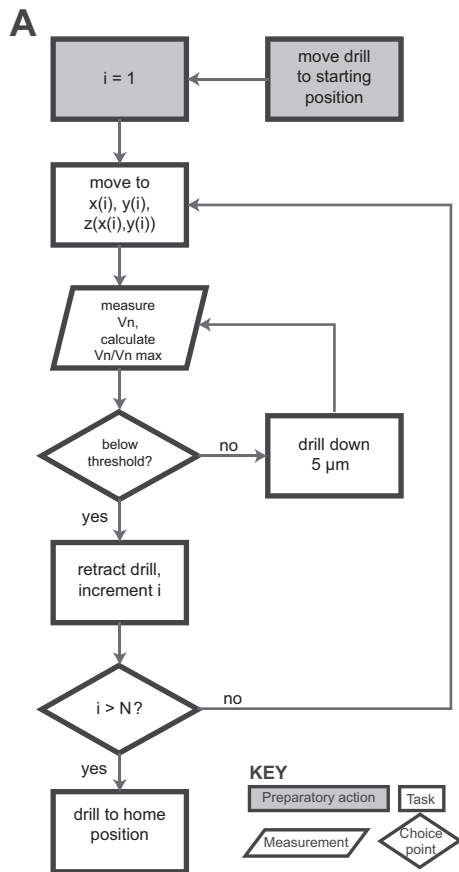 A
i = 1
move drill
to starting
position
move to
x(i), y(i),
z(x(i),y(i))
measure
Vn,
calculate
Vn/Vn max
below
threshold?
no
drill down
5 μm
yes
retract drill,
increment i
i > N?
no
yes
drill to home
position
KEY
Preparatory action
Task
Measurement
Choice
point